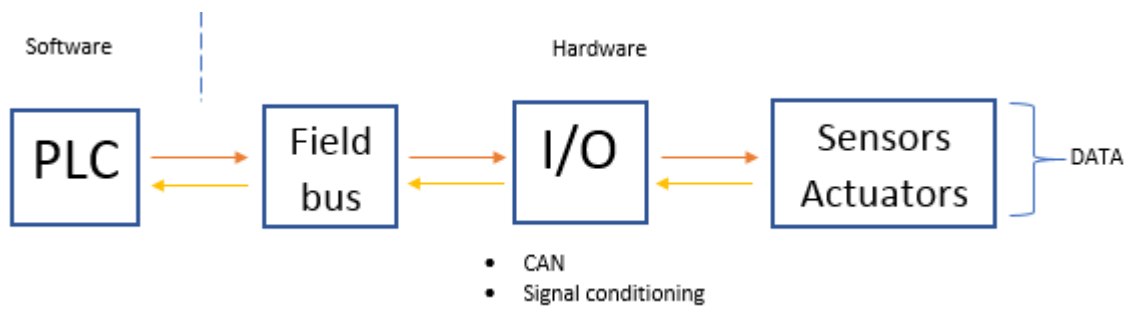 Software
Hardware
PLC
Field
bus
I/O
Sensors
Actuators
DATA
• CAN
• Signal conditioning